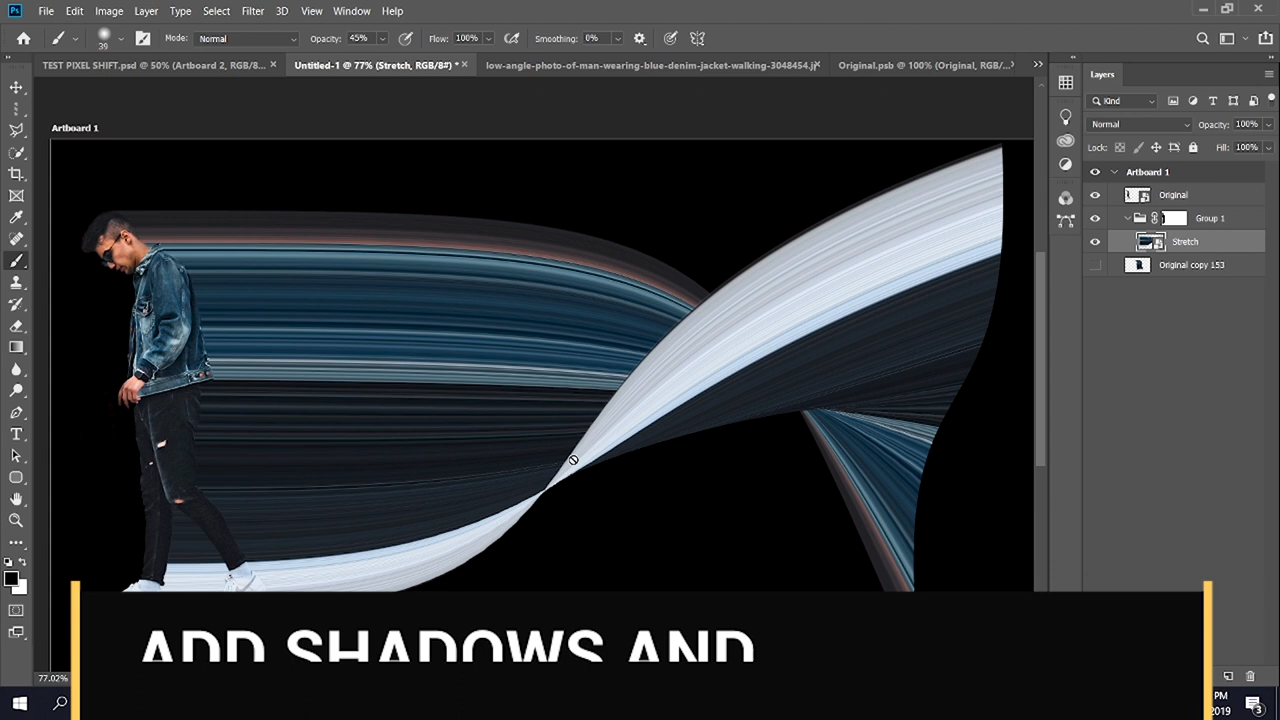 Ps File Edit Image Layer Type Select Filter 3D View Window Help
39 Mode: Normal Opacity: 45% Flow: 100% Smoothing: 0%
TEST PIXEL SHIFT.psd @ 50% (Artboard 2, RGB/8... × Untitled-1 @ 77% (Stretch, RGB/8#) * × low-angle-photo-of-man-wearing-blue-denim-jacket-walking-3048454.j Original.psb @ 100% (Original, RGB/...
Layers
Kind
Normal Opacity: 100%
Lock: Fill: 100%
Artboard 1
Original
Group 1
Stretch
Original copy 153
Artboard 1
77.02%
ADD SHADOWS AND
PM
2019
3